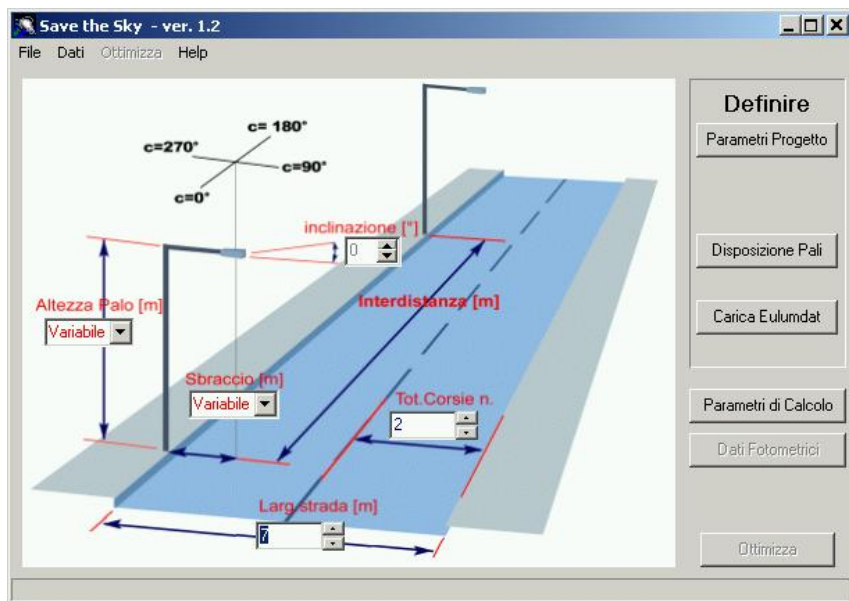 Save the Sky - ver. 1.2
File Dati Ottimizza Help
Definire
Parametri Progetto
Disposizione Pali
Carica Eulumdat
Parametri di Calcolo
Dati Fotometrici
Ottimizza
c= 180°
c=270°
c=90°
c=0°
inclinazione [°]
0
Altezza Palo [m]
Variabile
Interdistanza [m]
Sbraccio [m]
Variabile
Tot.Corsie n.
2
Larg.strada [m]
7